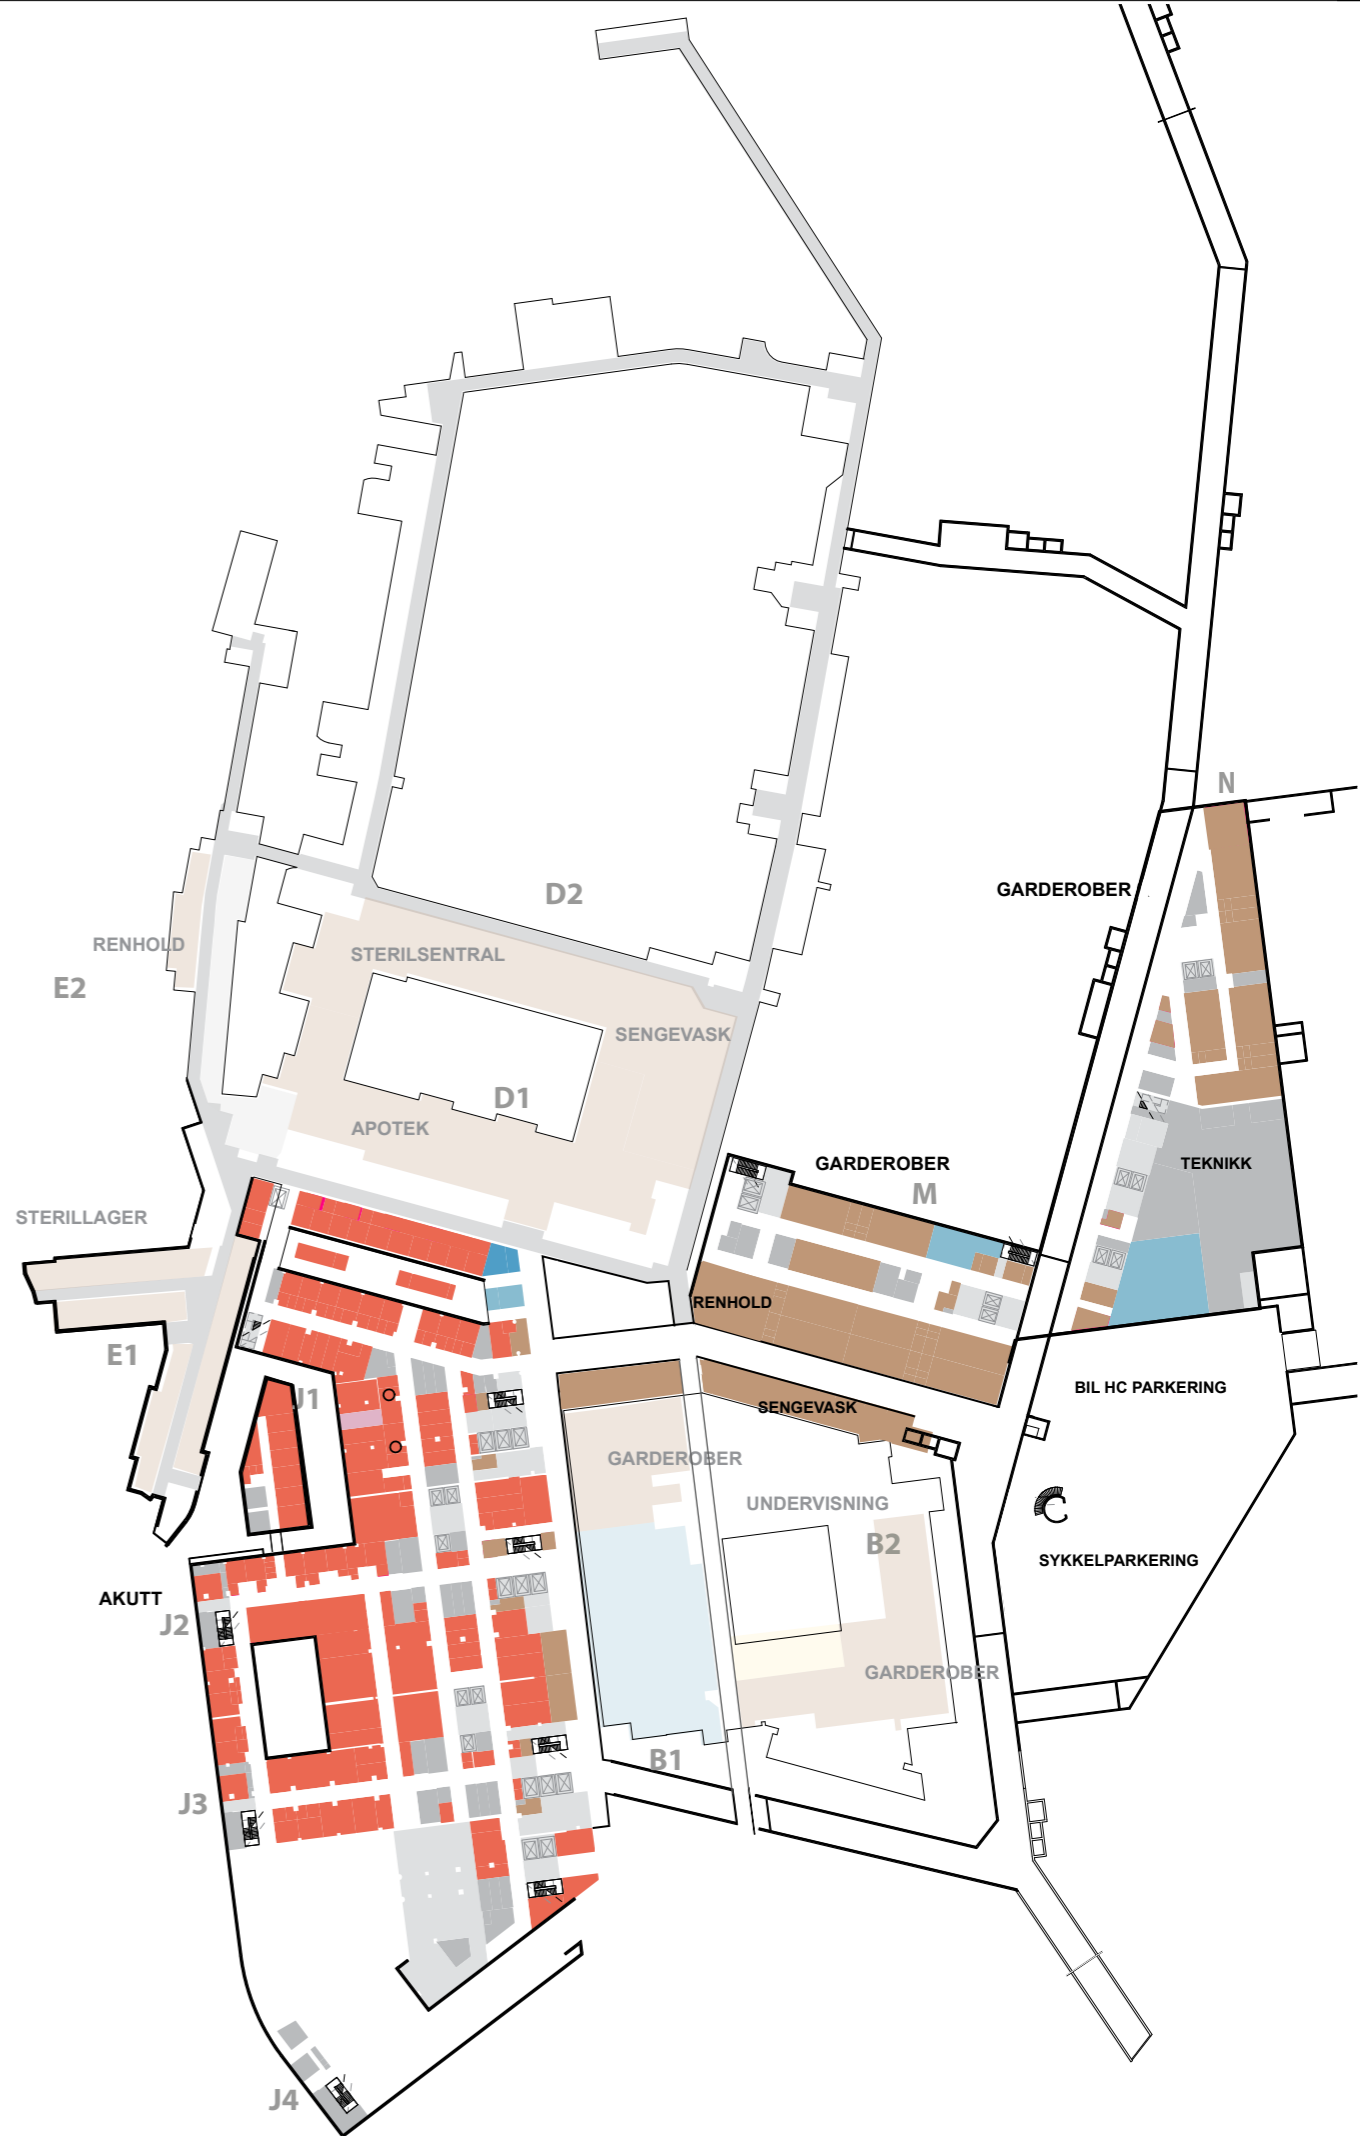 N
GARDEROBER
D2
RENHOLD
STERILSENTRAL
E2
SENGEVASK
D1
APOTEK
GARDEROBER
TEKNIKK
M
STERILLAGER
RENHOLD
E1
BIL HC PARKERING
J1
SENGEVASK
GARDEROBER
UNDERVISNING
B2
SYKKELPARKERING
AKUTT
J2
GARDEROBER
B1
J3
J4